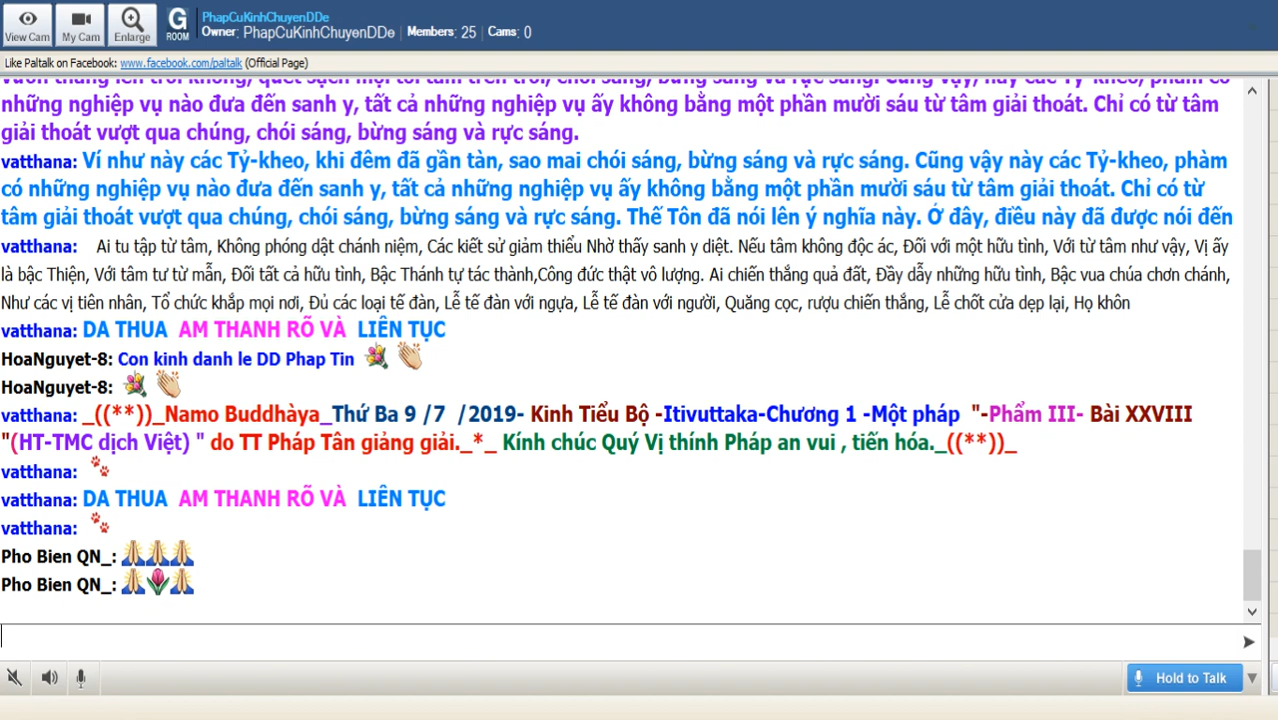 PhapCuKinhChuyenDDe
Owner: PhapCuKinhChuyenDDe Members: 25 Cams: 0
View Cam My Cam Enlarge G ROOM
Like Paltalk on Facebook: www.facebook.com/paltalk (Official Page)
những nghiệp vụ nào đưa đến sanh y, tất cả những nghiệp vụ ấy không bằng một phần mười sáu từ tâm giải thoát. Chỉ có từ tâm
giải thoát vượt qua chúng, chói sáng, bừng sáng và rực sáng.
vatthana: Ví như này các Tỷ-kheo, khi đêm đã gần tàn, sao mai chói sáng, bừng sáng và rực sáng. Cũng vậy này các Tỷ-kheo, phàm
có những nghiệp vụ nào đưa đến sanh y, tất cả những nghiệp vụ ấy không bằng một phần mười sáu từ tâm giải thoát. Chỉ có từ
tâm giải thoát vượt qua chúng, chói sáng, bừng sáng và rực sáng. Thế Tôn đã nói lên ý nghĩa này. Ở đây, điều này đã được nói đến
vatthana: Ai tu tập từ tâm, Không phóng dật chánh niệm, Các kiết sử giảm thiểu Nhờ thấy sanh y diệt. Nếu tâm không độc ác, Đối với một hữu tình, Với từ tâm như vậy, Vị ấy
là bậc Thiện, Với tâm tư từ mẫn, Đối tất cả hữu tình, Bậc Thánh tự tác thành,Công đức thật vô lượng. Ai chiến thắng quả đất, Đầy dẫy những hữu tình, Bậc vua chúa chơn chánh,
Như các vị tiên nhân, Tổ chức khắp mọi nơi, Đủ các loại tế đàn, Lễ tế đàn với ngựa, Lễ tế đàn với người, Quăng cọc, rượu chiến thắng, Lễ chốt cửa dẹp lại, Họ khôn
vatthana: DA THUA AM THANH RÕ VÀ LIÊN TỤC
HoaNguyet-8: Con kinh danh le DD Phap Tin 💐 👏
HoaNguyet-8: 💐 👏
vatthana: _((**))_Namo Buddhàya_Thứ Ba 9 /7 /2019- Kinh Tiểu Bộ -Itivuttaka-Chương 1 -Một pháp "-Phẩm III- Bài XXVIII
"(HT-TMC dịch Việt) " do TT Pháp Tân giảng giải._*_ Kính chúc Quý Vị thính Pháp an vui , tiến hóa._((**))_
vatthana: 🐾
vatthana: DA THUA AM THANH RÕ VÀ LIÊN TỤC
vatthana: 🐾
Pho Bien QN_: 🙏🙏🙏
Pho Bien QN_: 🙏🌷🙏
Hold to Talk